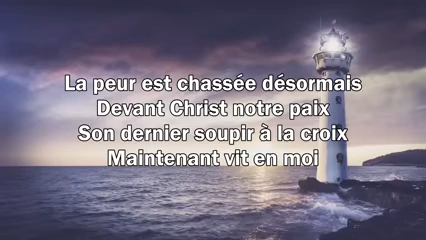 La peur est chassée désormais
Devant Christ notre paix
Son dernier soupir à la croix
Maintenant vit en moi